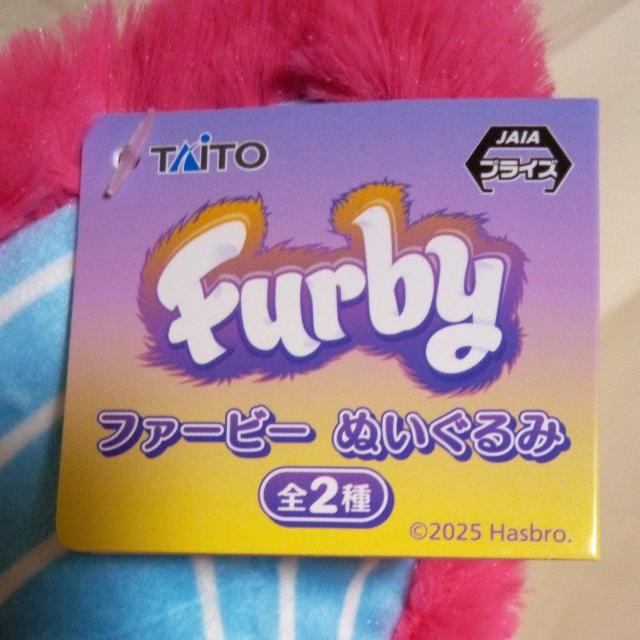 TAITO
JAIA
プライズ
Furby
ファービー ぬいぐるみ
全2種
©2025 Hasbro.